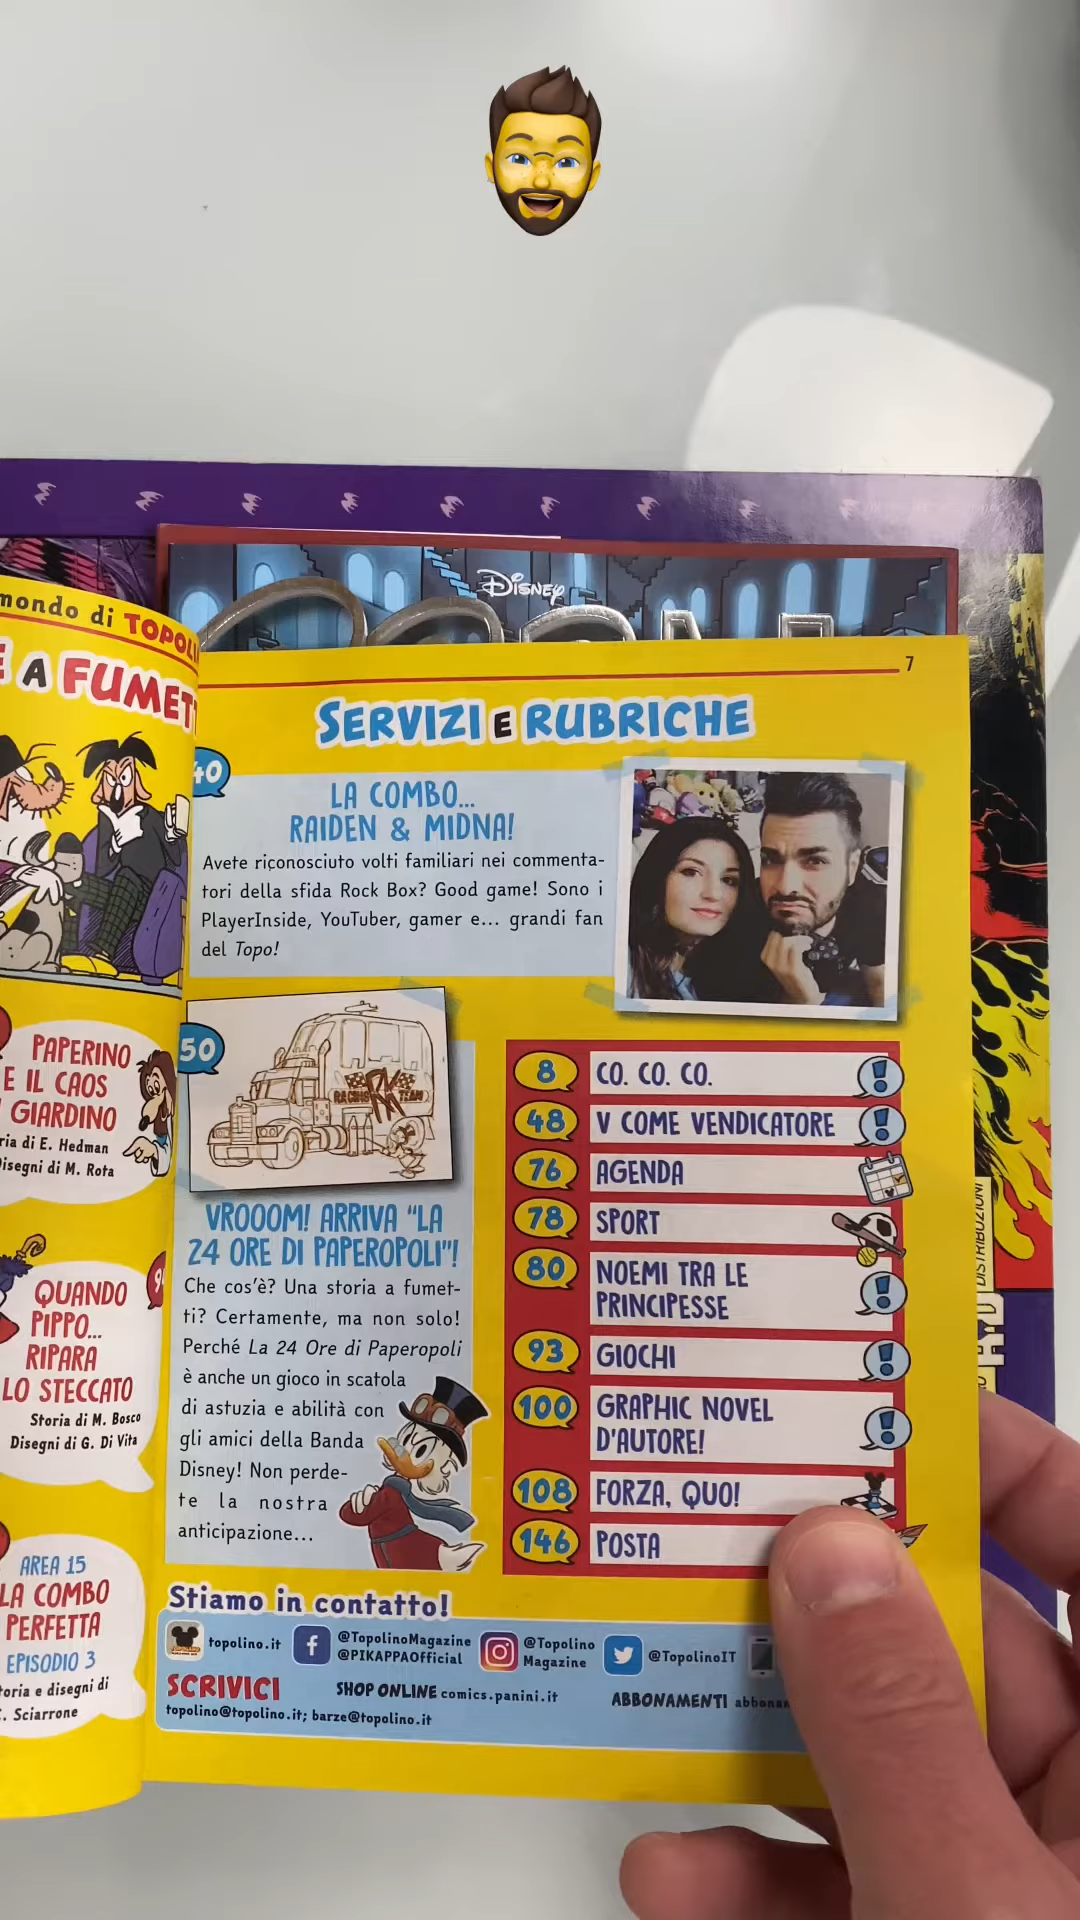 DISNEY
mondo di TOPOLI
E A FUMET
PAPERINO
E IL CAOS
GIARDINO
ria di E. Hedman
isegni di M. Rota
QUANDO
PIPPO...
RIPARA
LO STECCATO
Storia di M. Bosco
Disegni di G. Di Vita
AREA 15
LA COMBO
PERFETTA
EPISODIO 3
toria e disegni di
C. Sciarrone
7
SERVIZI E RUBRICHE
40
LA COMBO...
RAIDEN & MIDNA!
Avete riconosciuto volti familiari nei commenta-
tori della sfida Rock Box? Good game! Sono i
PlayerInside, YouTuber, gamer e... grandi fan
del Topo!
50
RACING PK TEAM
VROOOM! ARRIVA “LA
24 ORE DI PAPEROPOLI”!
Che cos’è? Una storia a fumet-
ti? Certamente, ma non solo!
Perché La 24 Ore di Paperopoli
è anche un gioco in scatola
di astuzia e abilità con
gli amici della Banda
Disney! Non perde-
te la nostra
anticipazione...
8 CO. CO. CO.
48 V COME VENDICATORE
76 AGENDA
78 SPORT
80 NOEMI TRA LE
PRINCIPESSE
93 GIOCHI
100 GRAPHIC NOVEL
D’AUTORE!
108 FORZA, QUO!
146 POSTA
Stiamo in contatto!
topolino.it
@TopolinoMagazine
@PIKAPPAOfficial
@Topolino
Magazine
@TopolinoIT
SCRIVICI
topolino@topolino.it; barze@topolino.it
SHOP ONLINE comics.panini.it
ABBONAMENTI abbona
DISTRIBUZIONI